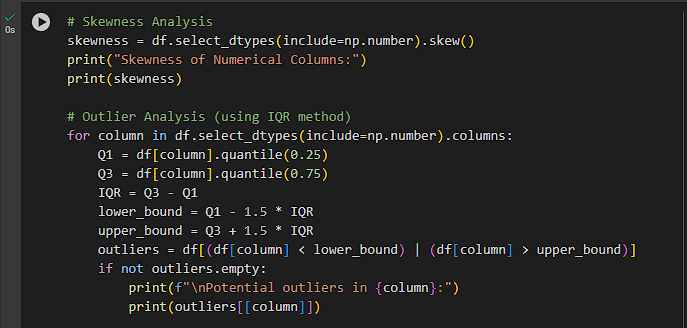 0s
# Skewness Analysis
skewness = df.select_dtypes(include=np.number).skew()
print("Skewness of Numerical Columns:")
print(skewness)

# Outlier Analysis (using IQR method)
for column in df.select_dtypes(include=np.number).columns:
    Q1 = df[column].quantile(0.25)
    Q3 = df[column].quantile(0.75)
    IQR = Q3 - Q1
    lower_bound = Q1 - 1.5 * IQR
    upper_bound = Q3 + 1.5 * IQR
    outliers = df[(df[column] < lower_bound) | (df[column] > upper_bound)]
    if not outliers.empty:
        print(f"\nPotential outliers in {column}:")
        print(outliers[[column]])